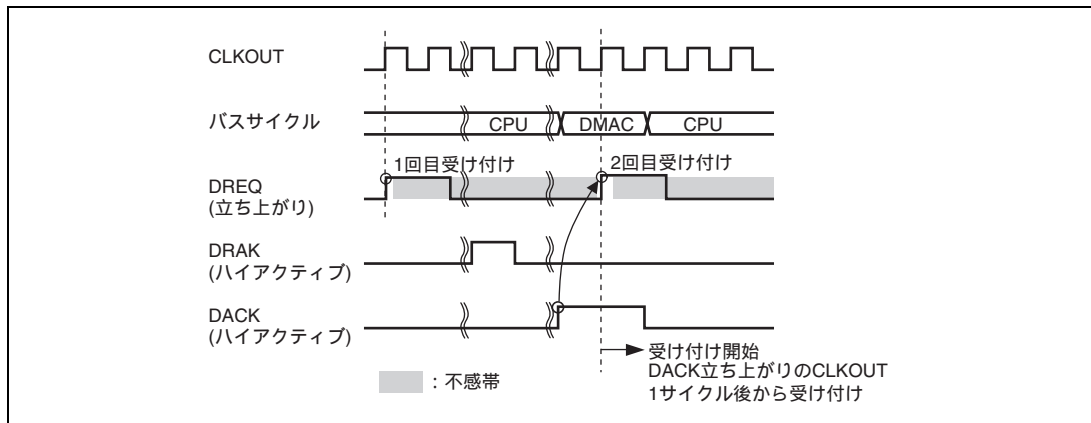 CLKOUT
バスサイクル
CPU
DMAC
CPU
1回目受け付け
2回目受け付け
DREQ
(立ち上がり)
DRAK
(ハイアクティブ)
DACK
(ハイアクティブ)
受け付け開始
DACK立ち上がりのCLKOUT
1サイクル後から受け付け
:不感帯